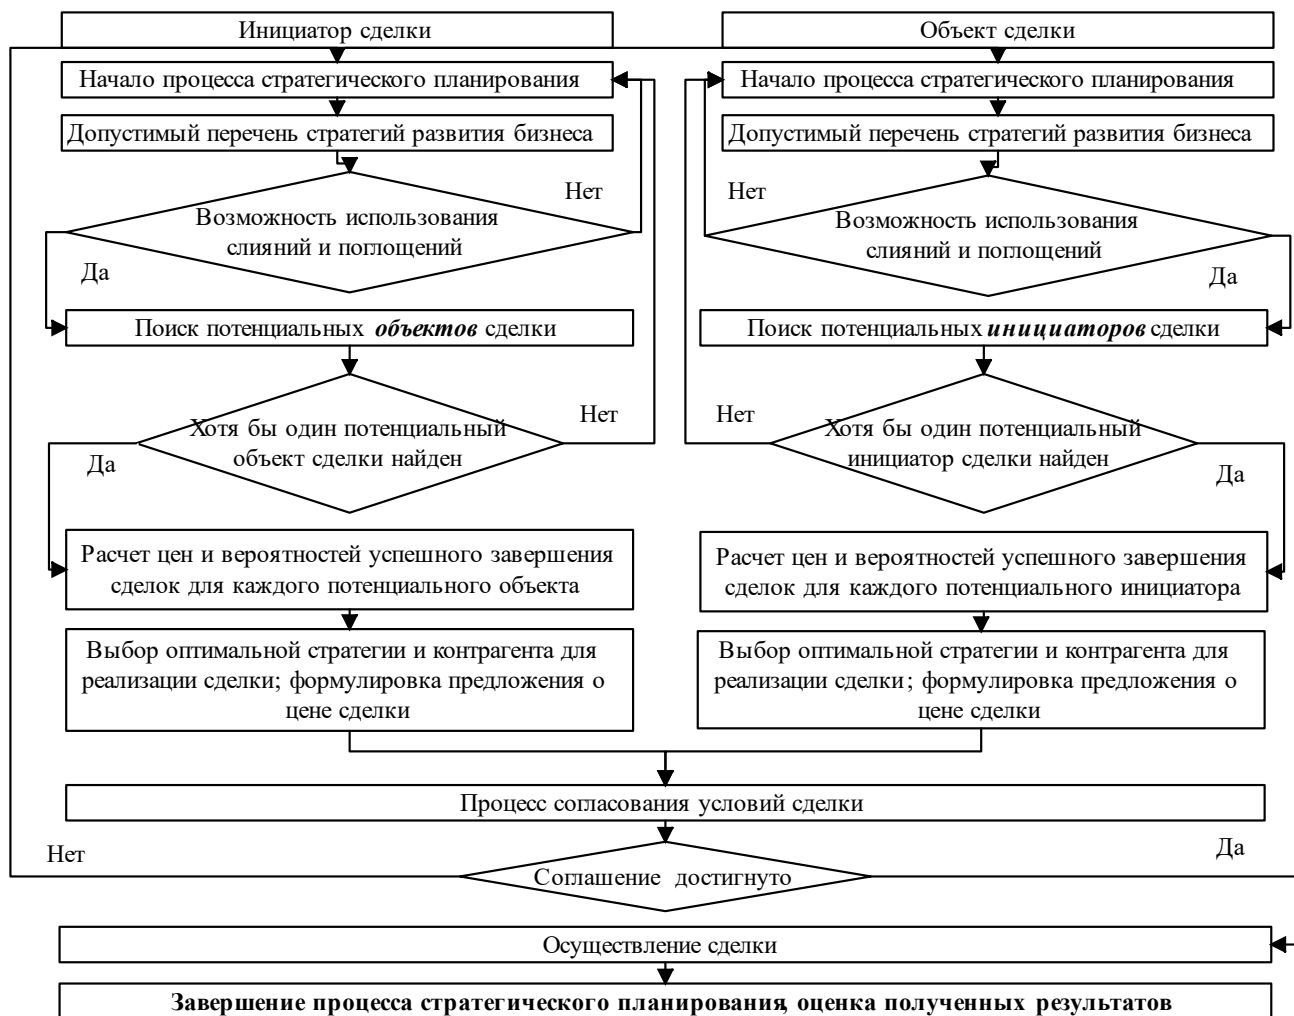 Инициатор сделки
Объект сделки
Начало процесса стратегического планирования
Начало процесса стратегического планирования
Допустимый перечень стратегий развития бизнеса
Допустимый перечень стратегий развития бизнеса
Нет
Нет
Возможность использования
слияний и поглощений
Возможность использования
слияний и поглощений
Да
Да
Поиск потенциальных объектов сделки
Поиск потенциальных инициаторов сделки
Нет
Нет
Хотя бы один потенциальный
объект сделки найден
Хотя бы один потенциальный
инициатор сделки найден
Да
Да
Расчет цен и вероятностей успешного завершения
сделок для каждого потенциального объекта
Расчет цен и вероятностей успешного завершения
сделок для каждого потенциального инициатора
Выбор оптимальной стратегии и контрагента для
реализации сделки; формулировка предложения о
цене сделки
Выбор оптимальной стратегии и контрагента для
реализации сделки; формулировка предложения о
цене сделки
Процесс согласования условий сделки
Нет
Да
Соглашение достигнуто
Осуществление сделки
Завершение процесса стратегического планирования, оценка полученных результатов